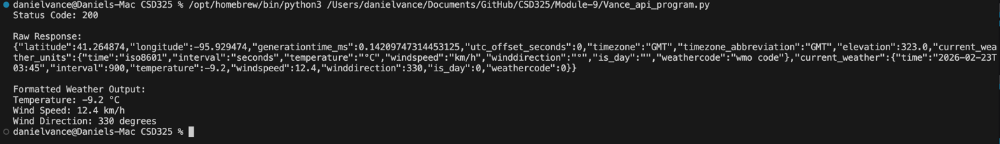 danielvance@Daniels-Mac CSD325 % /opt/homebrew/bin/python3 /Users/danielvance/Documents/GitHub/CSD325/Module-9/Vance_api_program.py
Status Code: 200
Raw Response:
{"latitude":41.264874,"longitude":-95.929474,"generationtime_ms":0.14209747314453125,"utc_offset_seconds":0,"timezone":"GMT","timezone_abbreviation":"GMT","elevation":323.0,"current_wea
ther_units":{"time":"iso8601","interval":"seconds","temperature":"°C","windspeed":"km/h","winddirection":"°","is_day":"","weathercode":"wmo code"},"current_weather":{"time":"2026-02-23T
03:45","interval":900,"temperature":-9.2,"windspeed":12.4,"winddirection":330,"is_day":0,"weathercode":0}}
Formatted Weather Output:
Temperature: -9.2 °C
Wind Speed: 12.4 km/h
Wind Direction: 330 degrees
danielvance@Daniels-Mac CSD325 %